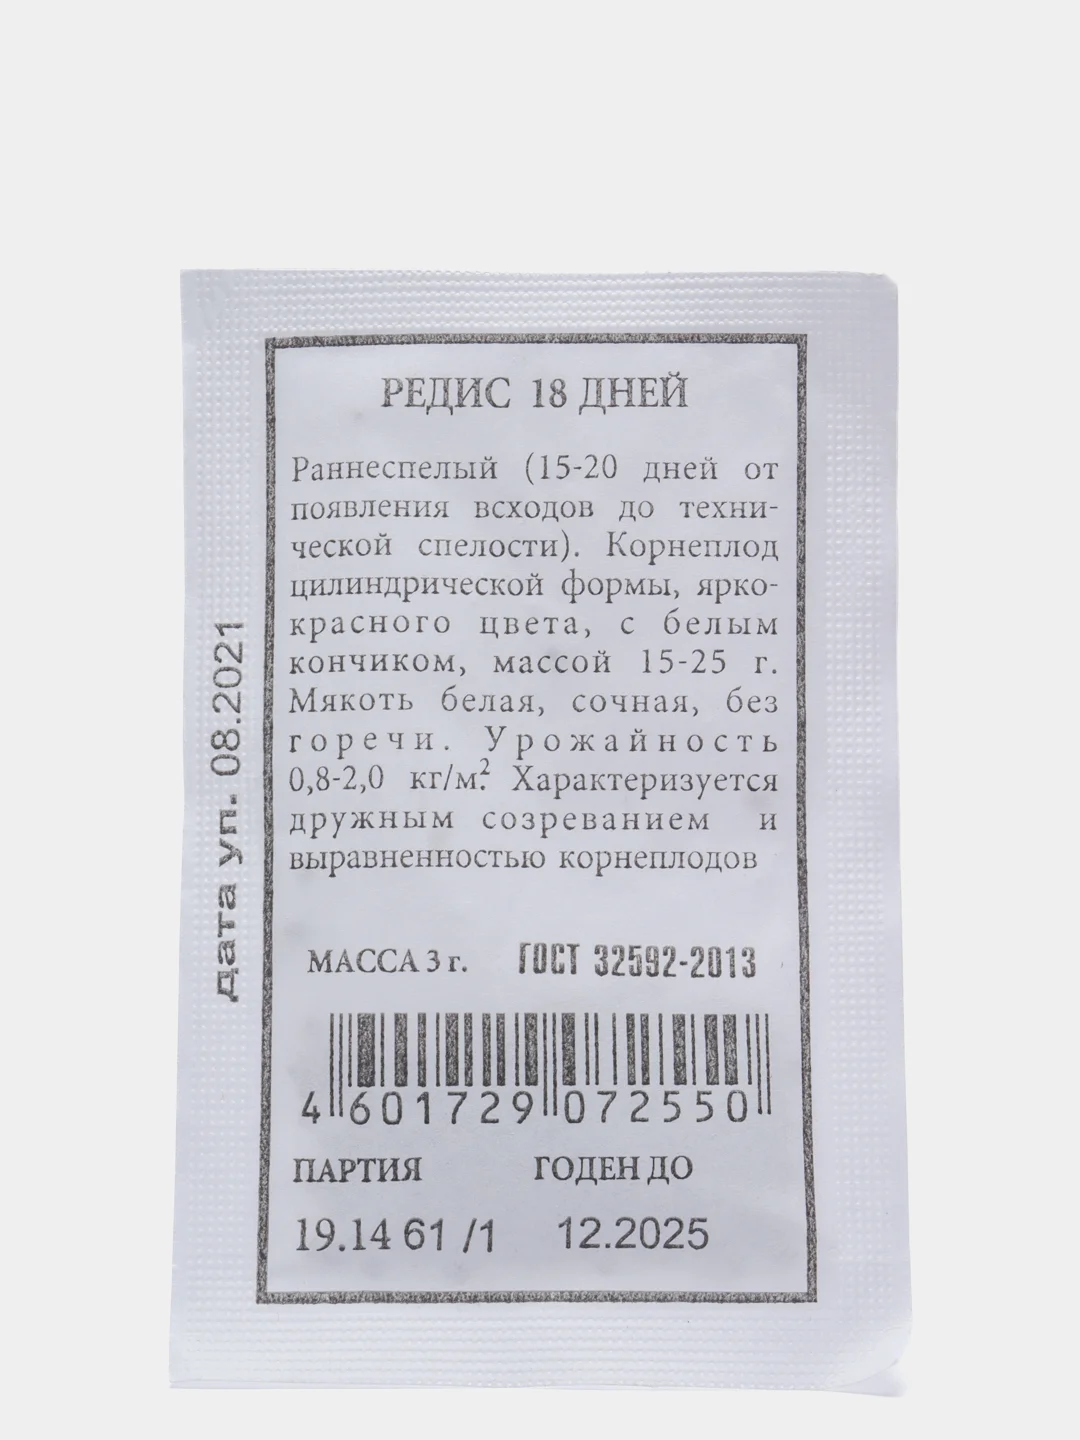 РЕДИС 18 ДНЕЙ
Раннеспелый (15-20 дней от
появления всходов до техни-
ческой спелости). Корнеплод
цилиндрической формы, ярко-
красного цвета, с белым
кончиком, массой 15-25 г.
Мякоть белая, сочная, без
горечи. Урожайность
0,8-2,0 кг/м². Характеризуется
дружным созреванием и
выравненностью корнеплодов
МАССА 3 г. ГОСТ 32592-2013
4 601729 072550
ПАРТИЯ ГОДЕН ДО
19.14 61 /1 12.2025
дата уп. 08.2021